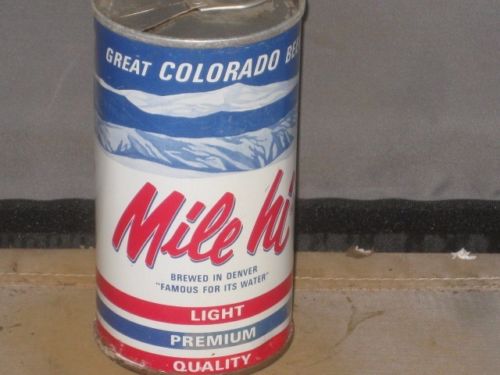 GREAT COLORADO
Mile hi
BREWED IN DENVER
"FAMOUS FOR ITS WATER"
LIGHT
PREMIUM
QUALITY